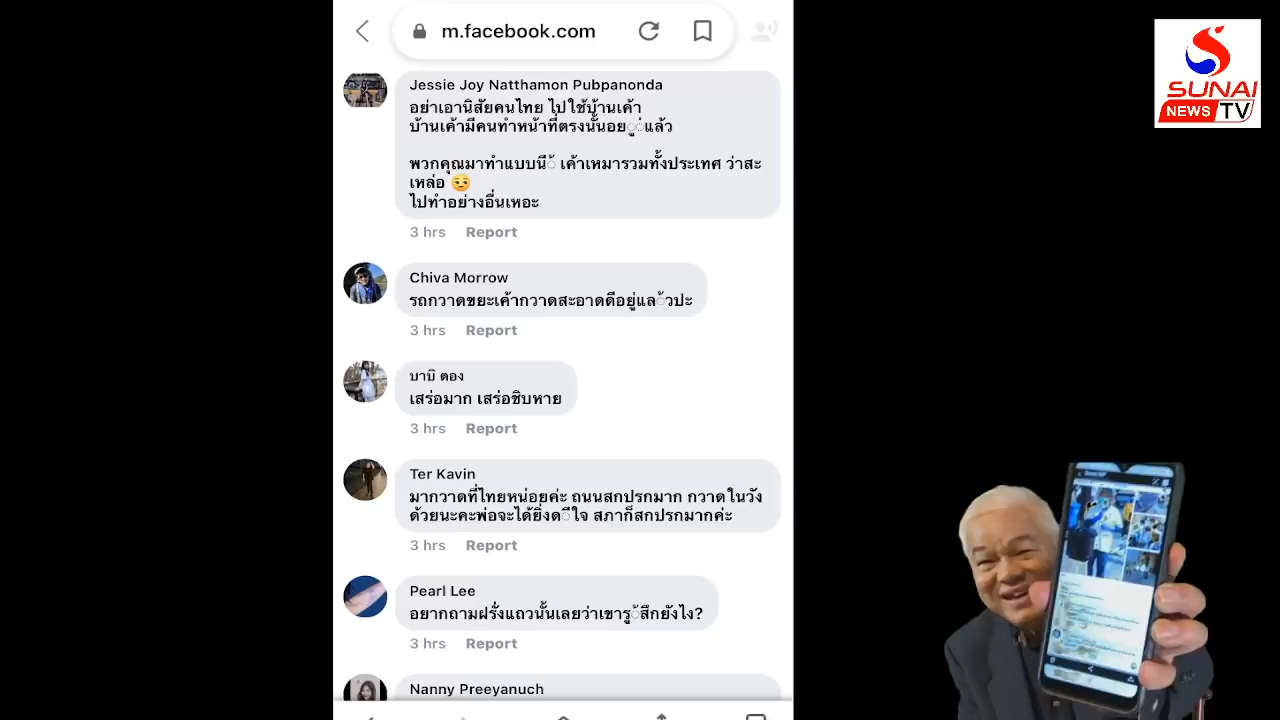 m.facebook.com
SUNAI
NEWS TV
Jessie Joy Natthamon Pubpanonda
อย่าเอานิสัยคนไทย ไปใช้บ้านเค้า
บ้านเค้ามีคนทำหน้าที่ตรงนั้นอยู่แล้ว
พวกคุณมาทำแบบนี้ เค้าเหมารวมทั้งประเทศ ว่าสะ
เหล่อ 😒
ไปทำอย่างอื่นเหอะ
3 hrs Report
Chiva Morrow
รถกวาดขยะเค้ากวาดสะอาดดีอยู่แล้วปะ
3 hrs Report
บาบิ ตอง
เสร่อมาก เสร่อชิบหาย
3 hrs Report
Ter Kavin
มากวาดที่ไทยหน่อยค่ะ ถนนสกปรกมาก กวาดในวัง
ด้วยนะคะพ่อจะได้ยิ่งดีใจ สภาก็สกปรกมากค่ะ
3 hrs Report
Pearl Lee
อยากถามฝรั่งแถวนั้นเลยว่าเขารู้สึกยังไง?
3 hrs Report
Nanny Preeyanuch